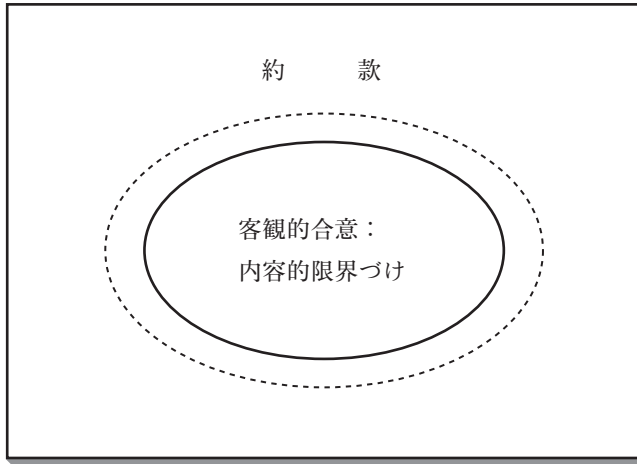 約　　款
客観的合意：
内容的限界づけ